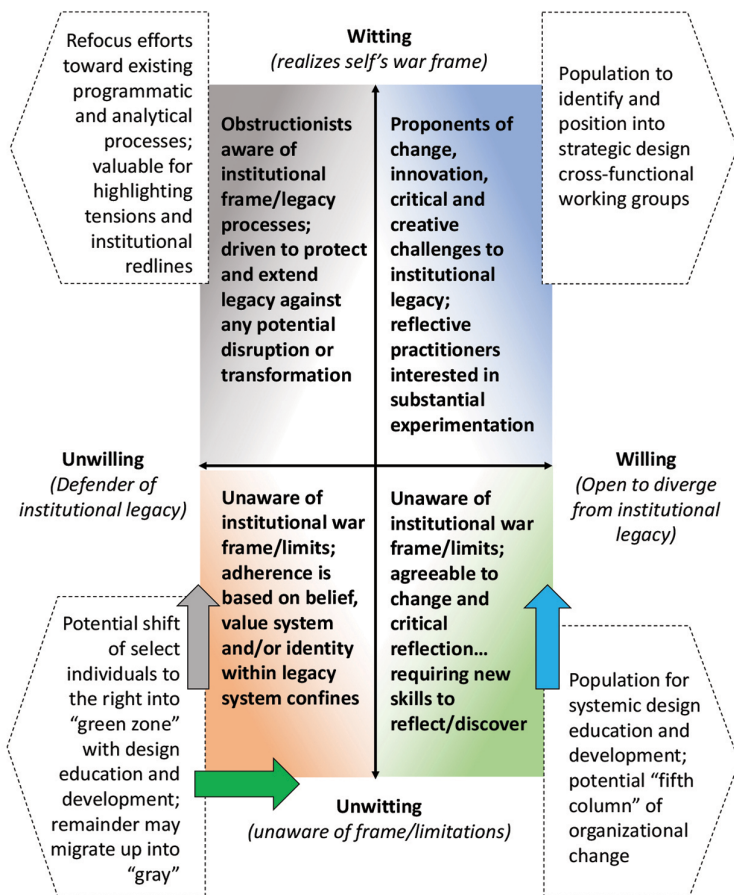 Witting
(realizes self's war frame)
Refocus efforts
toward existing
programmatic
and analytical
processes;
valuable for
highlighting
tensions and
institutional
redlines
Obstructionists
aware of
institutional
frame/legacy
processes;
driven to protect
and extend
legacy against
any potential
disruption or
transformation
Proponents of
change,
innovation,
critical and
creative
challenges to
institutional
legacy;
reflective
practitioners
interested in
substantial
experimentation
Population to
identify and
position into
strategic design
cross-functional
working groups
Unwilling
(Defender of
institutional legacy)
Willing
(Open to diverge
from institutional
legacy)
Potential shift
of select
individuals to
the right into
“green zone”
with design
education and
development;
remainder may
migrate up into
“gray”
Unaware of
institutional war
frame/limits;
adherence is
based on belief,
value system
and/or identity
within legacy
system confines
Unaware of
institutional war
frame/limits;
agreeable to
change and
critical
reflection...
requiring new
skills to
reflect/discover
Population for
systemic design
education and
development;
potential “fifth
column” of
organizational
change
Unwitting
(unaware of frame/limitations)